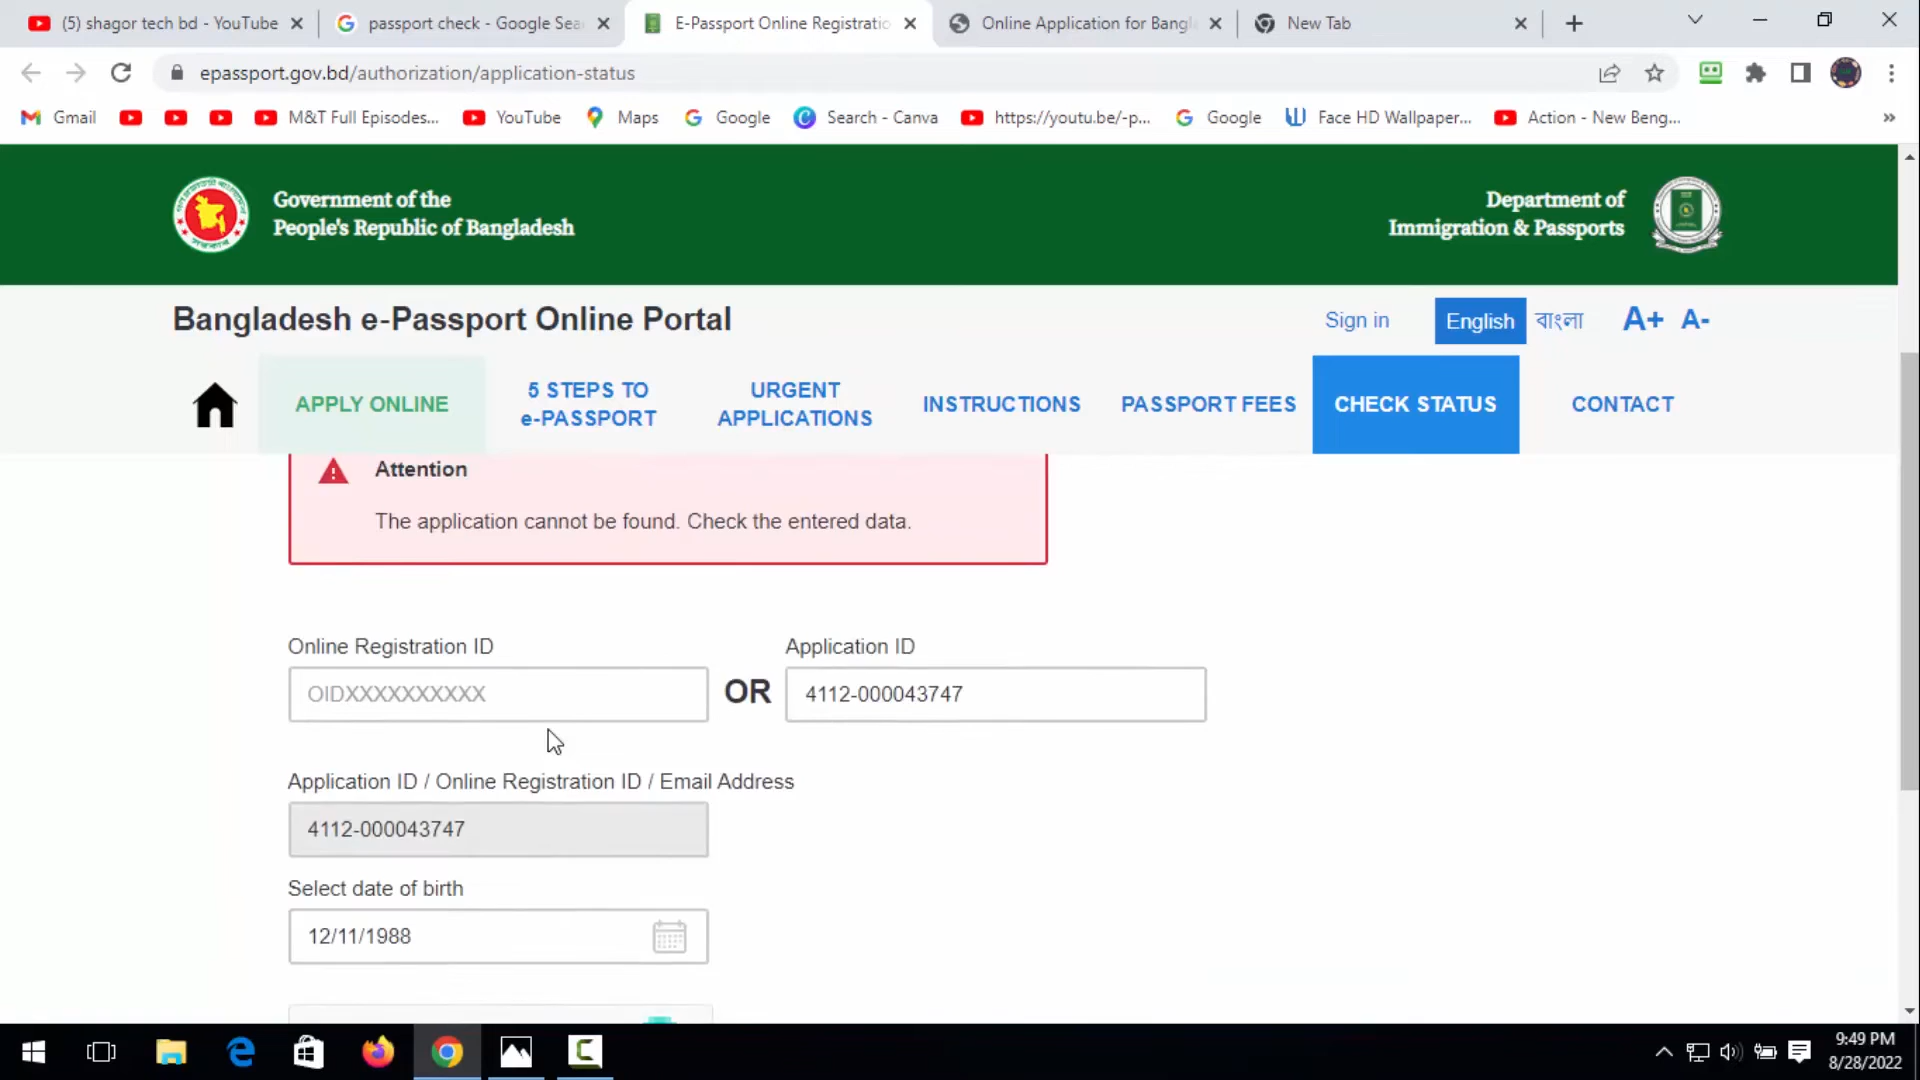 (5) shagor tech bd - YouTube
passport check - Google Sea
E-Passport Online Registratio
Online Application for Bangl
New Tab
epassport.gov.bd/authorization/application-status
Gmail
M&T Full Episodes...
YouTube
Maps
Google
Search - Canva
https://youtu.be/-p...
Google
Face HD Wallpaper...
Action - New Beng...
»
Government of the
People's Republic of Bangladesh
Department of
Immigration & Passports
Bangladesh e-Passport Online Portal
Sign in
English
বাংলা
A+ A-
APPLY ONLINE
5 STEPS TO
e-PASSPORT
URGENT
APPLICATIONS
INSTRUCTIONS
PASSPORT FEES
CHECK STATUS
CONTACT
Attention
The application cannot be found. Check the entered data.
Online Registration ID
OIDXXXXXXXXXX
OR
Application ID
4112-000043747
Application ID / Online Registration ID / Email Address
4112-000043747
Select date of birth
12/11/1988
9:49 PM
8/28/2022